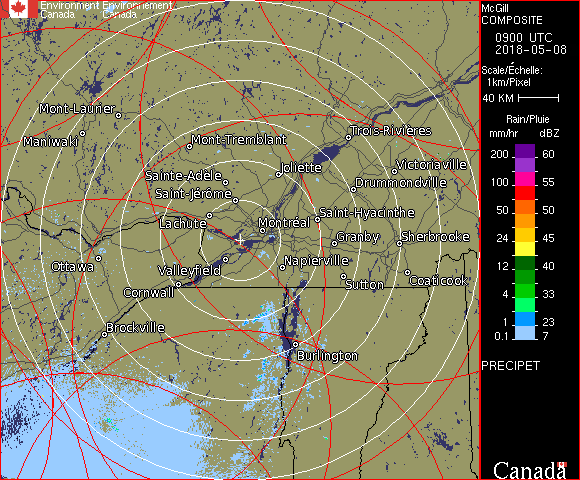 Environment Environnement
Canada Canada
McGill
COMPOSITE
0900 UTC
2018-05-08
Scale/Échelle:
1km/Pixel
40 KM
Rain/Pluie
mm/hr dBZ
200 60
100 55
50 50
24 45
12 40
4 33
1 23
0.1 7
PRECIPET
Canada
Mont-Laurier
Maniwaki
Mont-Tremblant
Trois-Rivières
Sainte-Adèle
Joliette
Victoriaville
Saint-Jérôme
Drummondville
Lachute
Montréal
Saint-Hyacinthe
Ottawa
Valleyfield
Granby
Sherbrooke
Napierville
Cornwall
Sutton
Coaticook
Brockville
Burlington